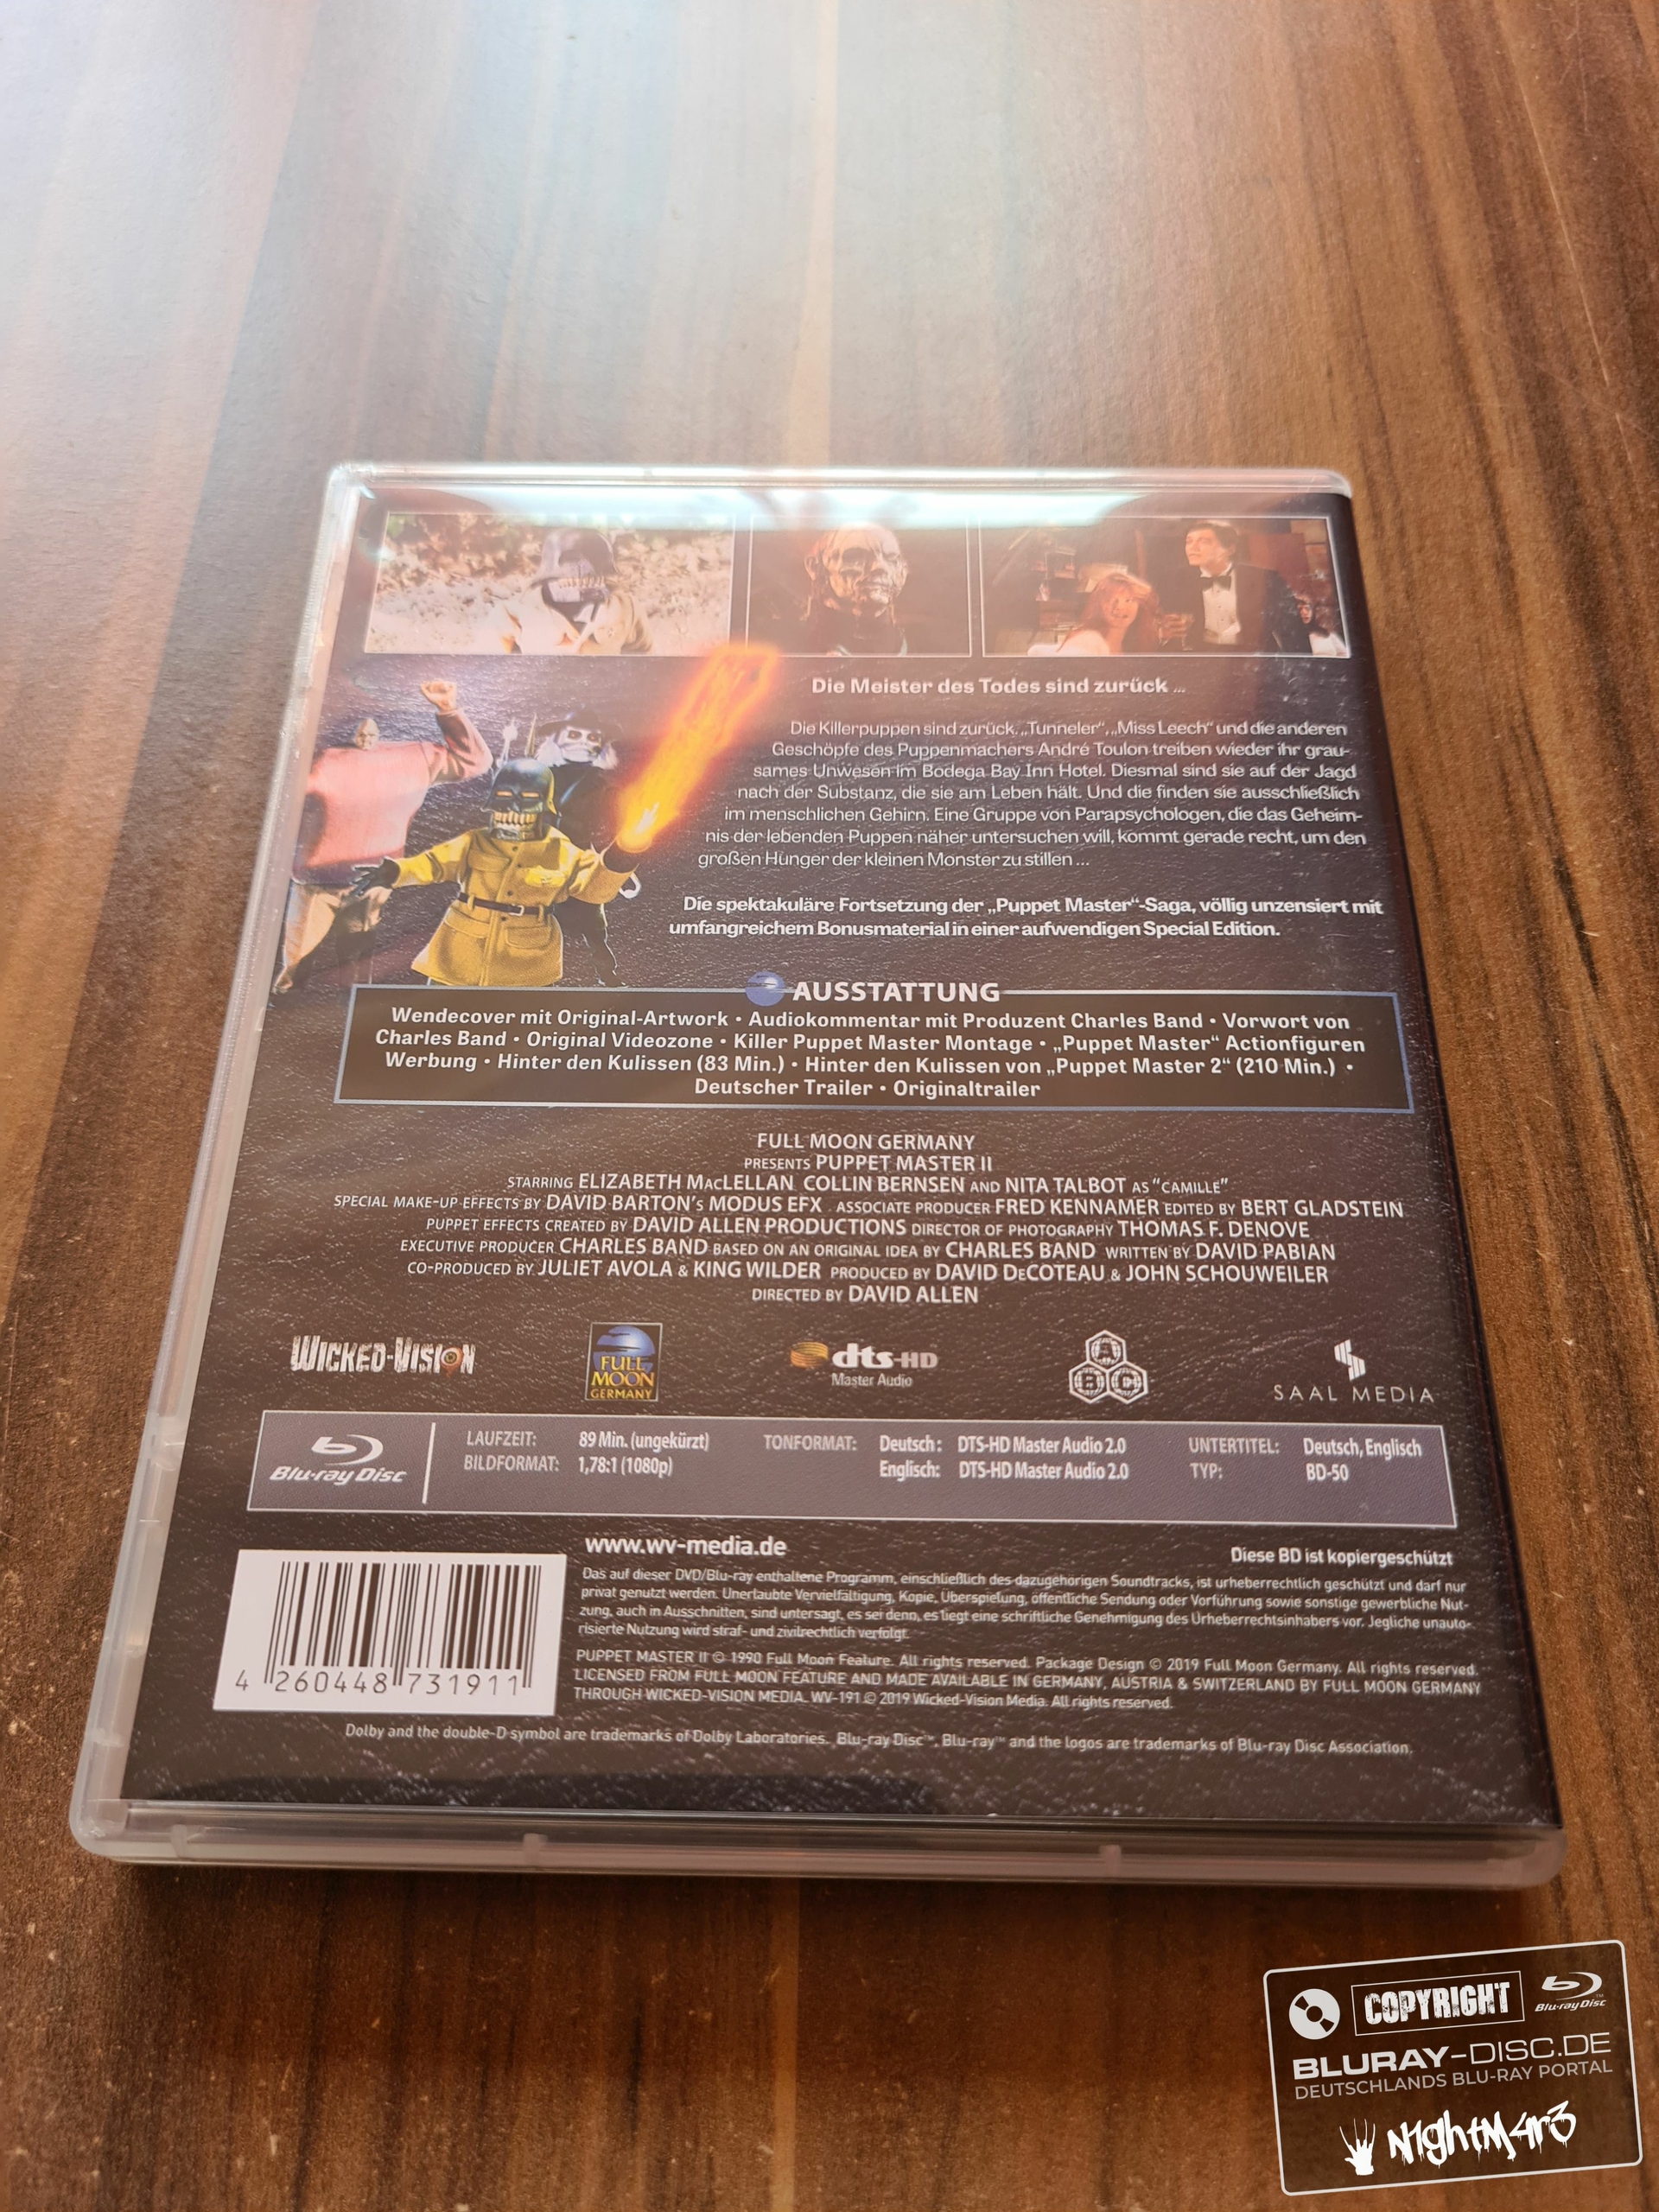 Die Meister des Todes sind zurück ...
Die Killerpuppen sind zurück. „Tunneler“, „Miss Leech“ und die anderen
Geschöpfe des Puppenmachers André Toulon treiben wieder ihr grau-
sames Unwesen im Bodega Bay Inn Hotel. Diesmal sind sie auf der Jagd
nach der Substanz, die sie am Leben hält. Und die finden sie ausschließlich
im menschlichen Gehirn. Eine Gruppe von Parapsychologen, die das Geheim-
nis der lebenden Puppen näher untersuchen will, kommt gerade recht, um den
großen Hunger der kleinen Monster zu stillen ...
Die spektakuläre Fortsetzung der „Puppet Master“-Saga, völlig unzensiert mit
umfangreichem Bonusmaterial in einer aufwendigen Special Edition.
AUSSTATTUNG
Wendecover mit Original-Artwork • Audiokommentar mit Produzent Charles Band • Vorwort von
Charles Band • Original Videozone • Killer Puppet Master Montage • „Puppet Master“ Actionfiguren
Werbung • Hinter den Kulissen (83 Min.) • Hinter den Kulissen von „Puppet Master 2“ (210 Min.) •
Deutscher Trailer • Originaltrailer
FULL MOON GERMANY
PRESENTS PUPPET MASTER II
STARRING ELIZABETH MACLELLAN COLLIN BERNSEN AND NITA TALBOT AS “CAMILLE”
SPECIAL MAKE-UP EFFECTS BY DAVID BARTON'S MODUS EFX ASSOCIATE PRODUCER FRED KENNAMER EDITED BY BERT GLADSTEIN
PUPPET EFFECTS CREATED BY DAVID ALLEN PRODUCTIONS DIRECTOR OF PHOTOGRAPHY THOMAS F. DENOVE
EXECUTIVE PRODUCER CHARLES BAND BASED ON AN ORIGINAL IDEA BY CHARLES BAND WRITTEN BY DAVID PABIAN
CO-PRODUCED BY JULIET AVOLA & KING WILDER PRODUCED BY DAVID DECOTEAU & JOHN SCHOUWEILER
DIRECTED BY DAVID ALLEN
WICKED-VISION FULL MOON GERMANY dts-HD Master Audio ABC SAAL MEDIA
Blu-ray Disc
LAUFZEIT: 89 Min. (ungekürzt) TONFORMAT: Deutsch: DTS-HD Master Audio 2.0 UNTERTITEL: Deutsch, Englisch
BILDFORMAT: 1,78:1 (1080p) Englisch: DTS-HD Master Audio 2.0 TYP: BD-50
www.wv-media.de Diese BD ist kopiergeschützt
Das auf dieser DVD/Blu-ray enthaltene Programm, einschließlich des dazugehörigen Soundtracks, ist urheberrechtlich geschützt und darf nur
privat genutzt werden. Unerlaubte Vervielfältigung, Kopie, Überspielung, öffentliche Sendung oder Vorführung sowie sonstige gewerbliche Nut-
zung, auch in Ausschnitten, sind untersagt, es sei denn, es liegt eine schriftliche Genehmigung des Urheberrechtsinhabers vor. Jegliche unauto-
risierte Nutzung wird straf- und zivilrechtlich verfolgt.
PUPPET MASTER II © 1990 Full Moon Feature. All rights reserved. Package Design © 2019 Full Moon Germany. All rights reserved.
LICENSED FROM FULL MOON FEATURE AND MADE AVAILABLE IN GERMANY, AUSTRIA & SWITZERLAND BY FULL MOON GERMANY
THROUGH WICKED-VISION MEDIA. WV-191 © 2019 Wicked-Vision Media. All rights reserved.
4 260448 731911
Dolby and the double-D symbol are trademarks of Dolby Laboratories. Blu-ray Disc™, Blu-ray™ and the logos are trademarks of Blu-ray Disc Association.
COPYRIGHT Blu-ray Disc™
BLURAY-DISC.DE
DEUTSCHLANDS BLU-RAY PORTAL
N1ghtM4r3